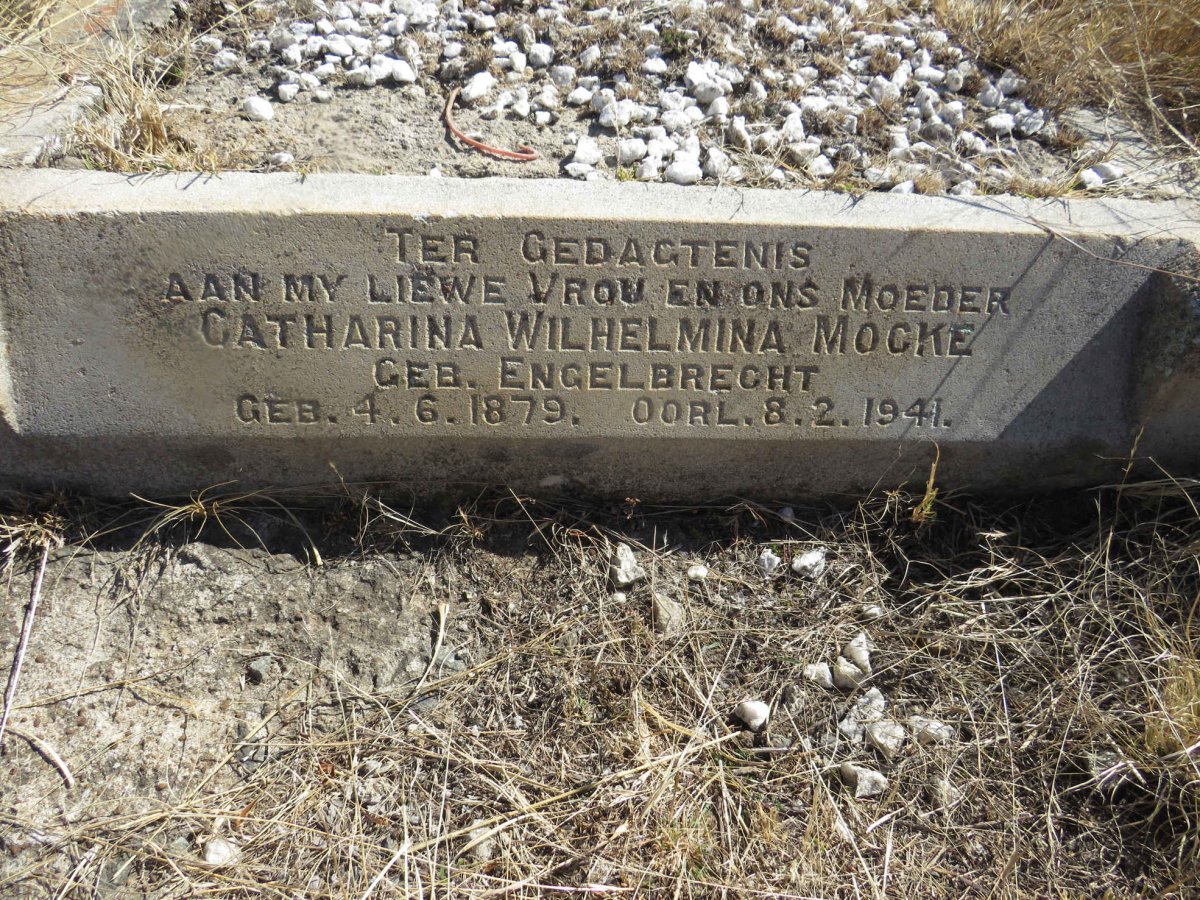 TER GEDAGTENIS
AAN MY LIEWE VROU EN ONS MOEDER
CATHARINA WILHELMINA MOCKE
GEB. ENGELBRECHT
GEB. 4.6.1879. OORL. 8.2.1941.